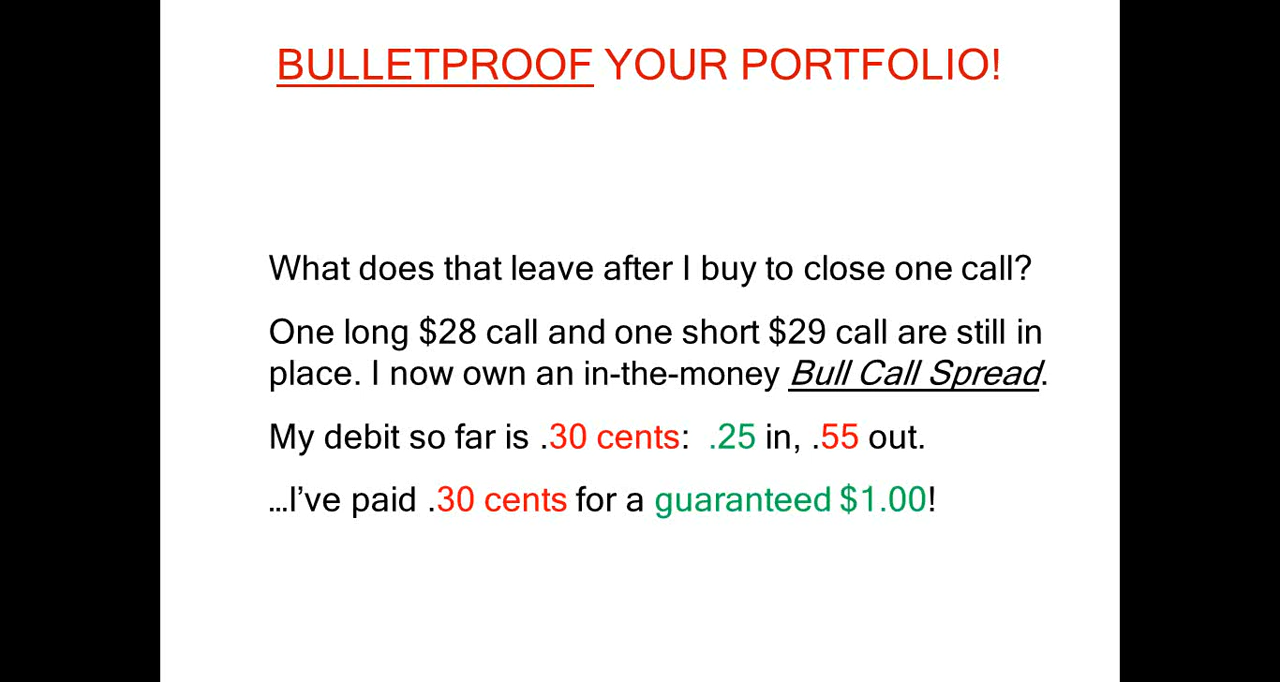 BULLETPROOF YOUR PORTFOLIO!
What does that leave after I buy to close one call?
One long $28 call and one short $29 call are still in
place. I now own an in-the-money Bull Call Spread.
My debit so far is .30 cents:  .25 in, .55 out.
...I’ve paid .30 cents for a guaranteed $1.00!